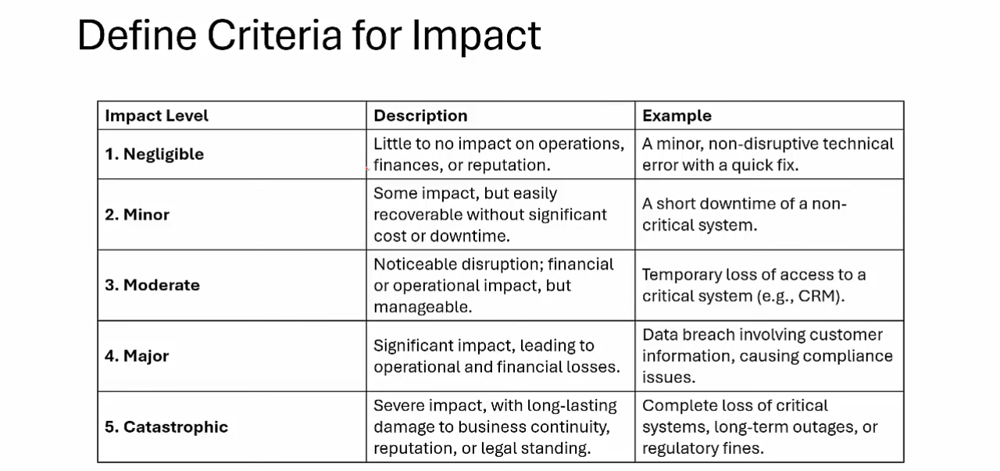 Define Criteria for Impact
Impact Level
Description
Example
1. Negligible
Little to no impact on operations,
finances, or reputation.
A minor, non-disruptive technical
error with a quick fix.
2. Minor
Some impact, but easily
recoverable without significant
cost or downtime.
A short downtime of a non-
critical system.
3. Moderate
Noticeable disruption; financial
or operational impact, but
manageable.
Temporary loss of access to a
critical system (e.g., CRM).
4. Major
Significant impact, leading to
operational and financial losses.
Data breach involving customer
information, causing compliance
issues.
5. Catastrophic
Severe impact, with long-lasting
damage to business continuity,
reputation, or legal standing.
Complete loss of critical
systems, long-term outages, or
regulatory fines.